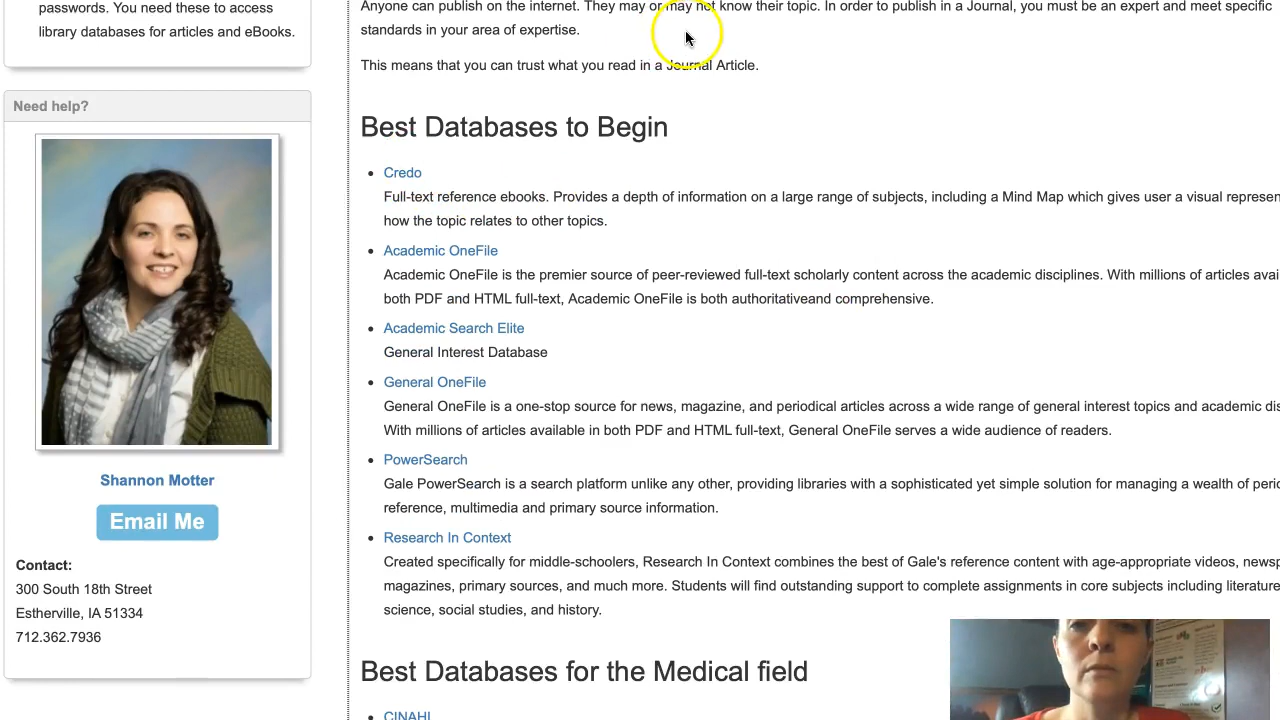 passwords. You need these to access
library databases for articles and eBooks.
Need help?
Shannon Motter
Email Me
Contact:
300 South 18th Street
Estherville, IA 51334
712.362.7936
Anyone can publish on the internet. They may or may not know their topic. In order to publish in a Journal, you must be an expert and meet specific
standards in your area of expertise.
This means that you can trust what you read in a Journal Article.
Best Databases to Begin
Credo
Full-text reference ebooks. Provides a depth of information on a large range of subjects, including a Mind Map which gives user a visual represen
how the topic relates to other topics.
Academic OneFile
Academic OneFile is the premier source of peer-reviewed full-text scholarly content across the academic disciplines. With millions of articles avai
both PDF and HTML full-text, Academic OneFile is both authoritativeand comprehensive.
Academic Search Elite
General Interest Database
General OneFile
General OneFile is a one-stop source for news, magazine, and periodical articles across a wide range of general interest topics and academic dis
With millions of articles available in both PDF and HTML full-text, General OneFile serves a wide audience of readers.
PowerSearch
Gale PowerSearch is a search platform unlike any other, providing libraries with a sophisticated yet simple solution for managing a wealth of perio
reference, multimedia and primary source information.
Research In Context
Created specifically for middle-schoolers, Research In Context combines the best of Gale's reference content with age-appropriate videos, newsp
magazines, primary sources, and much more. Students will find outstanding support to complete assignments in core subjects including literature
science, social studies, and history.
Best Databases for the Medical field
CINAHL